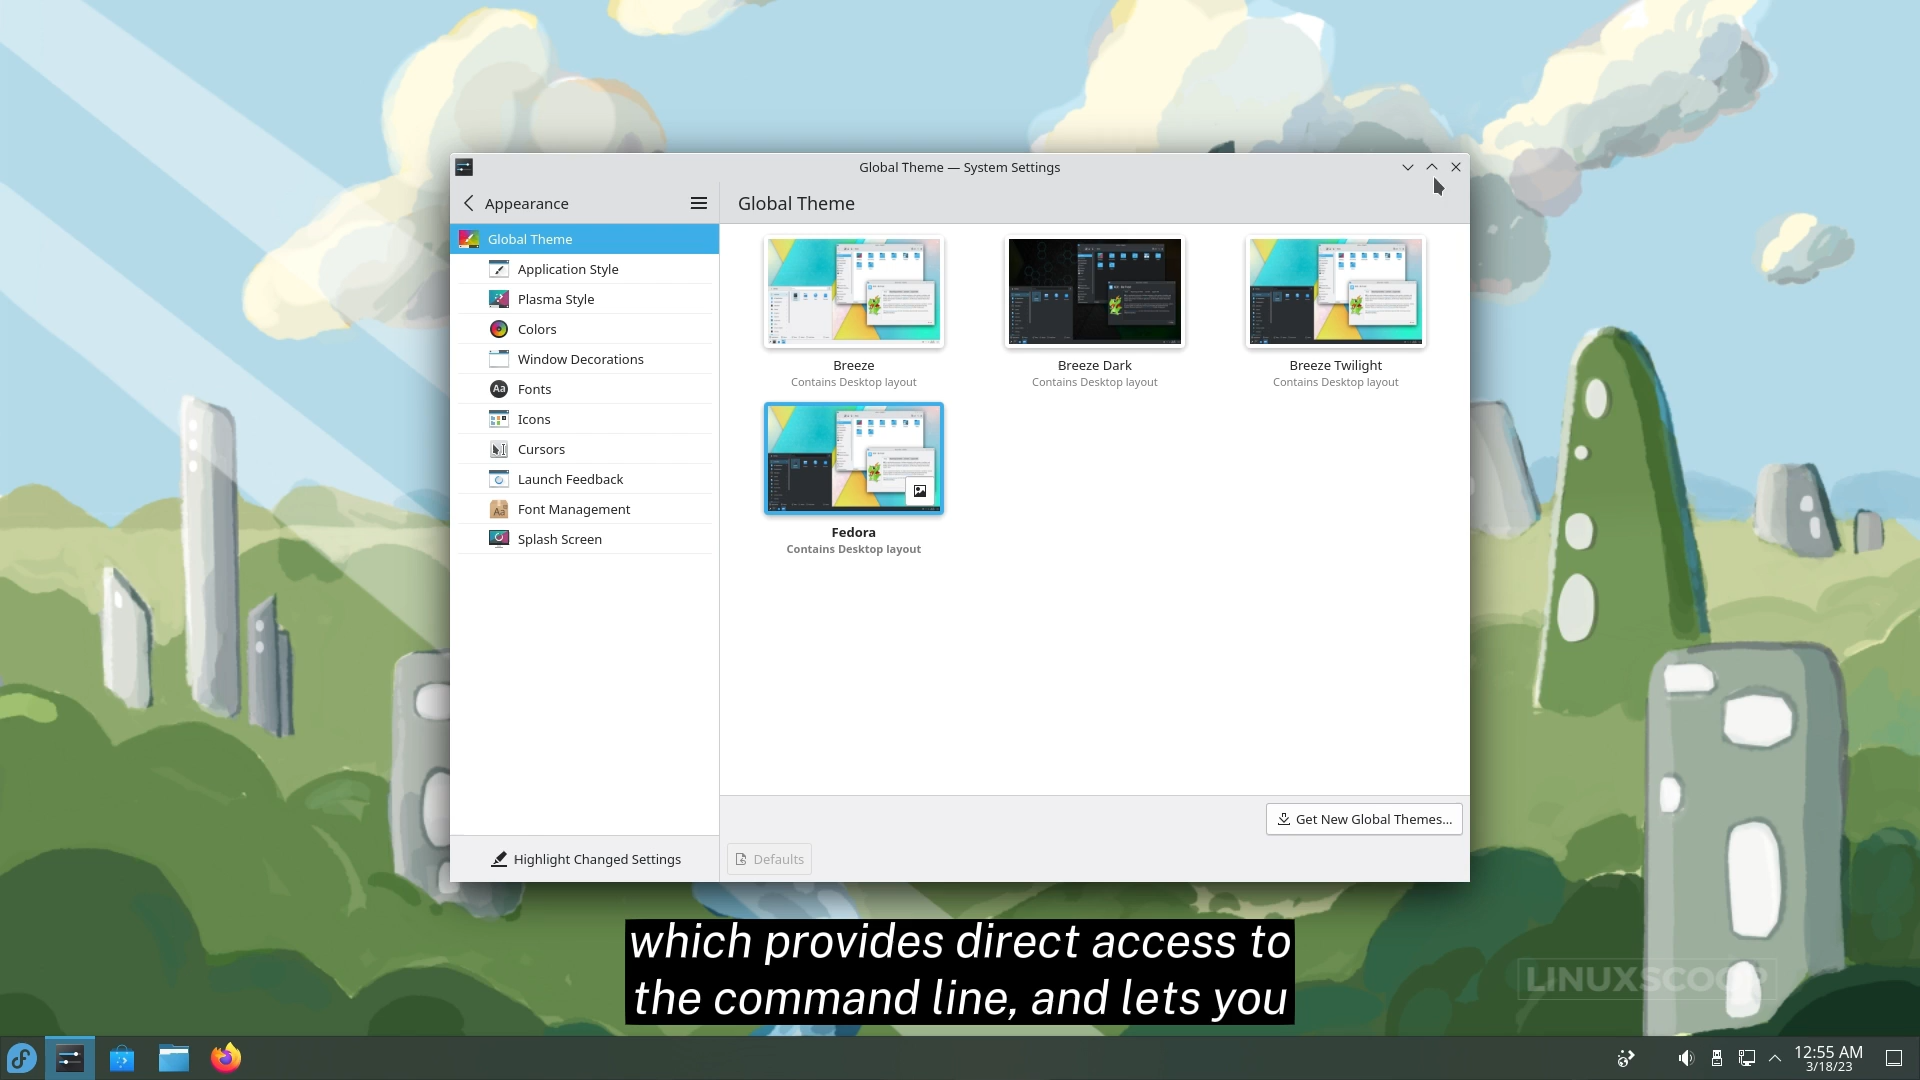 Global Theme — System Settings
Appearance
Global Theme
Global Theme
Application Style
Plasma Style
Colors
Window Decorations
Fonts
Icons
Cursors
Launch Feedback
Font Management
Splash Screen
Breeze
Contains Desktop layout
Breeze Dark
Contains Desktop layout
Breeze Twilight
Contains Desktop layout
Fedora
Contains Desktop layout
Get New Global Themes...
Highlight Changed Settings
Defaults
which provides direct access to
the command line, and lets you
LINUXSCOOP
12:55 AM
3/18/23